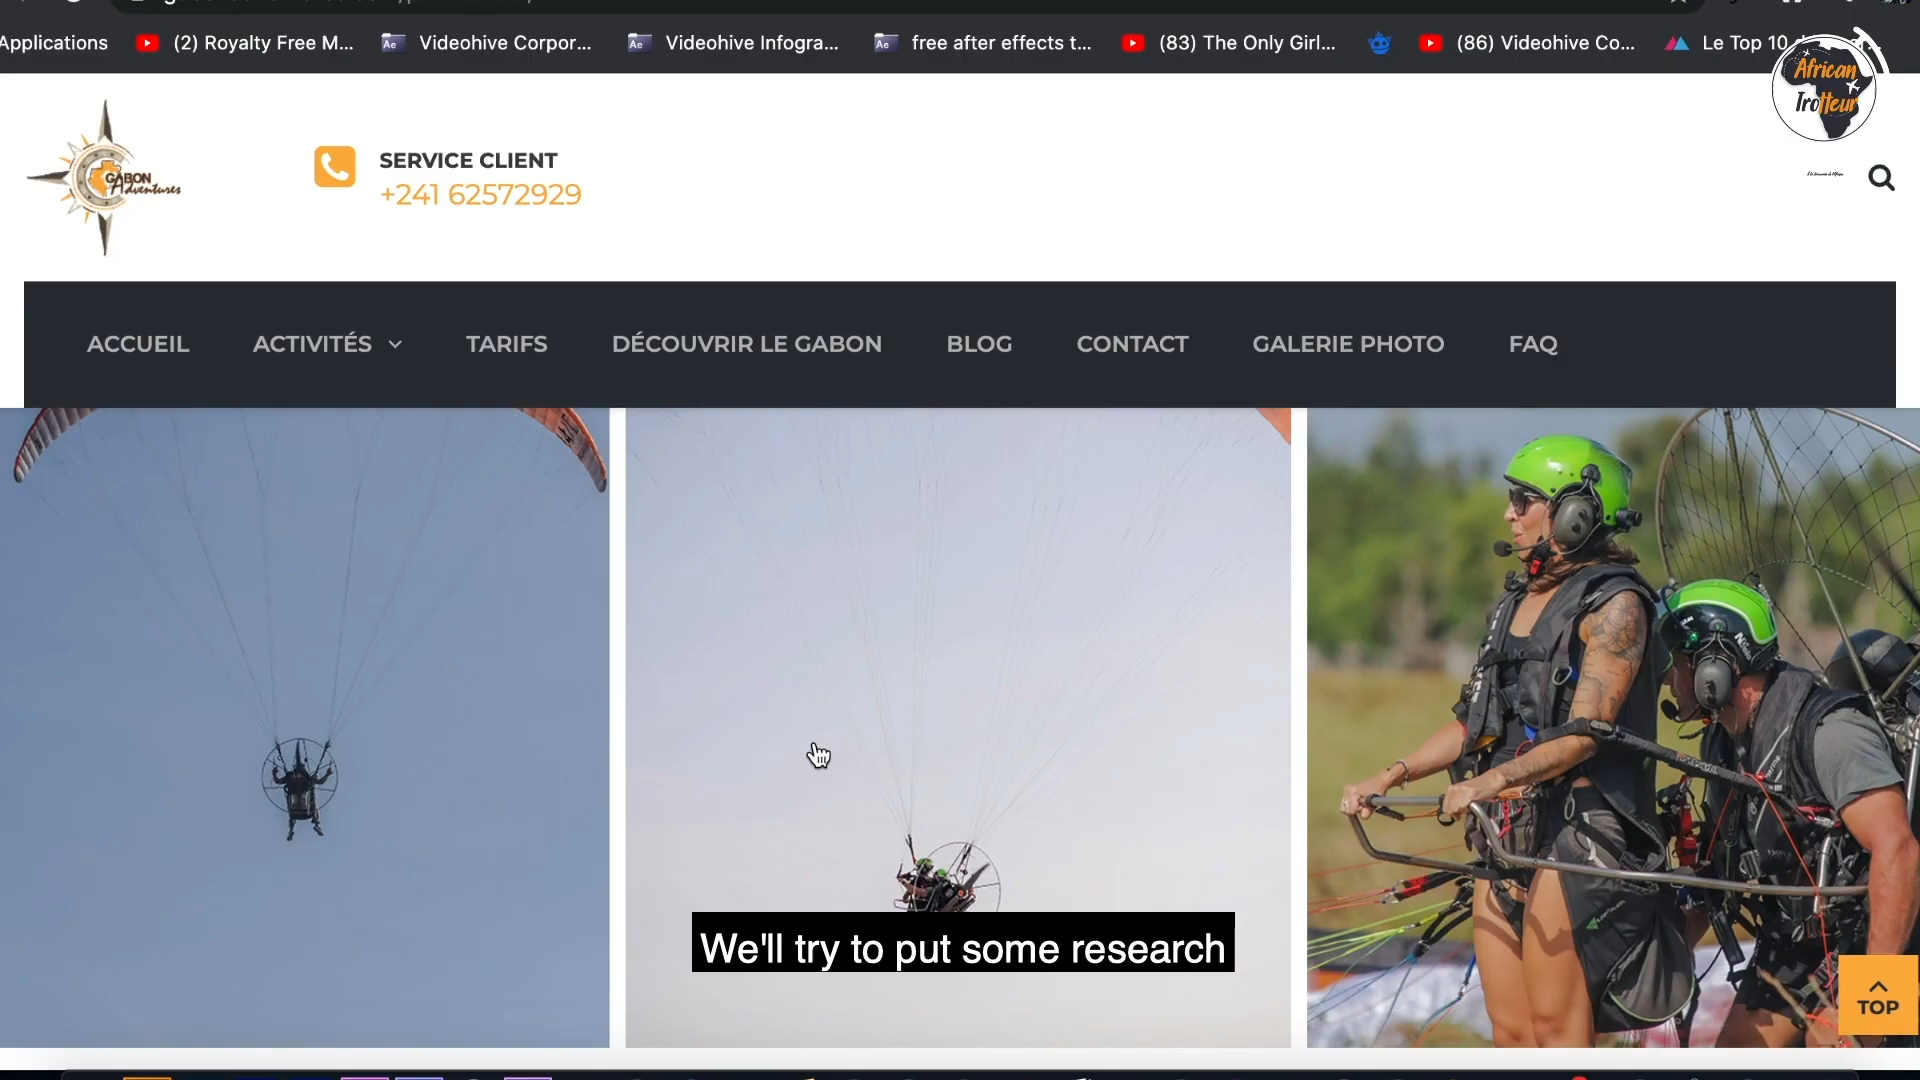 Applications
(2) Royalty Free M...
Videohive Corpor...
Videohive Infogra...
free after effects t...
(83) The Only Girl...
(86) Videohive Co...
Le Top 10
African
Trotteur
GABON
Adventures
SERVICE CLIENT
+241 62572929
ACCUEIL
ACTIVITÉS
TARIFS
DÉCOUVRIR LE GABON
BLOG
CONTACT
GALERIE PHOTO
FAQ
We'll try to put some research
TOP